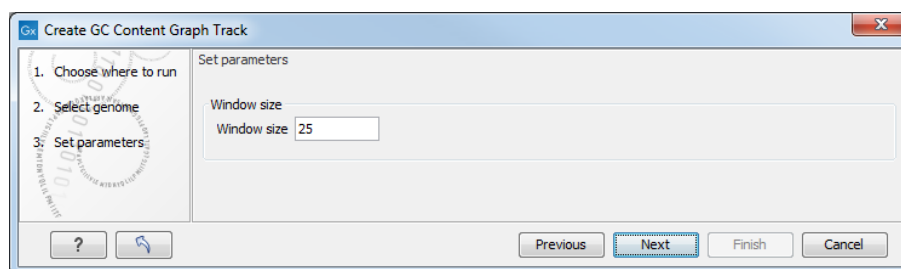 Gx Create GC Content Graph Track
1. Choose where to run
2. Select genome
3. Set parameters
Set parameters
Window size
Window size 25
?
Previous Next Finish Cancel